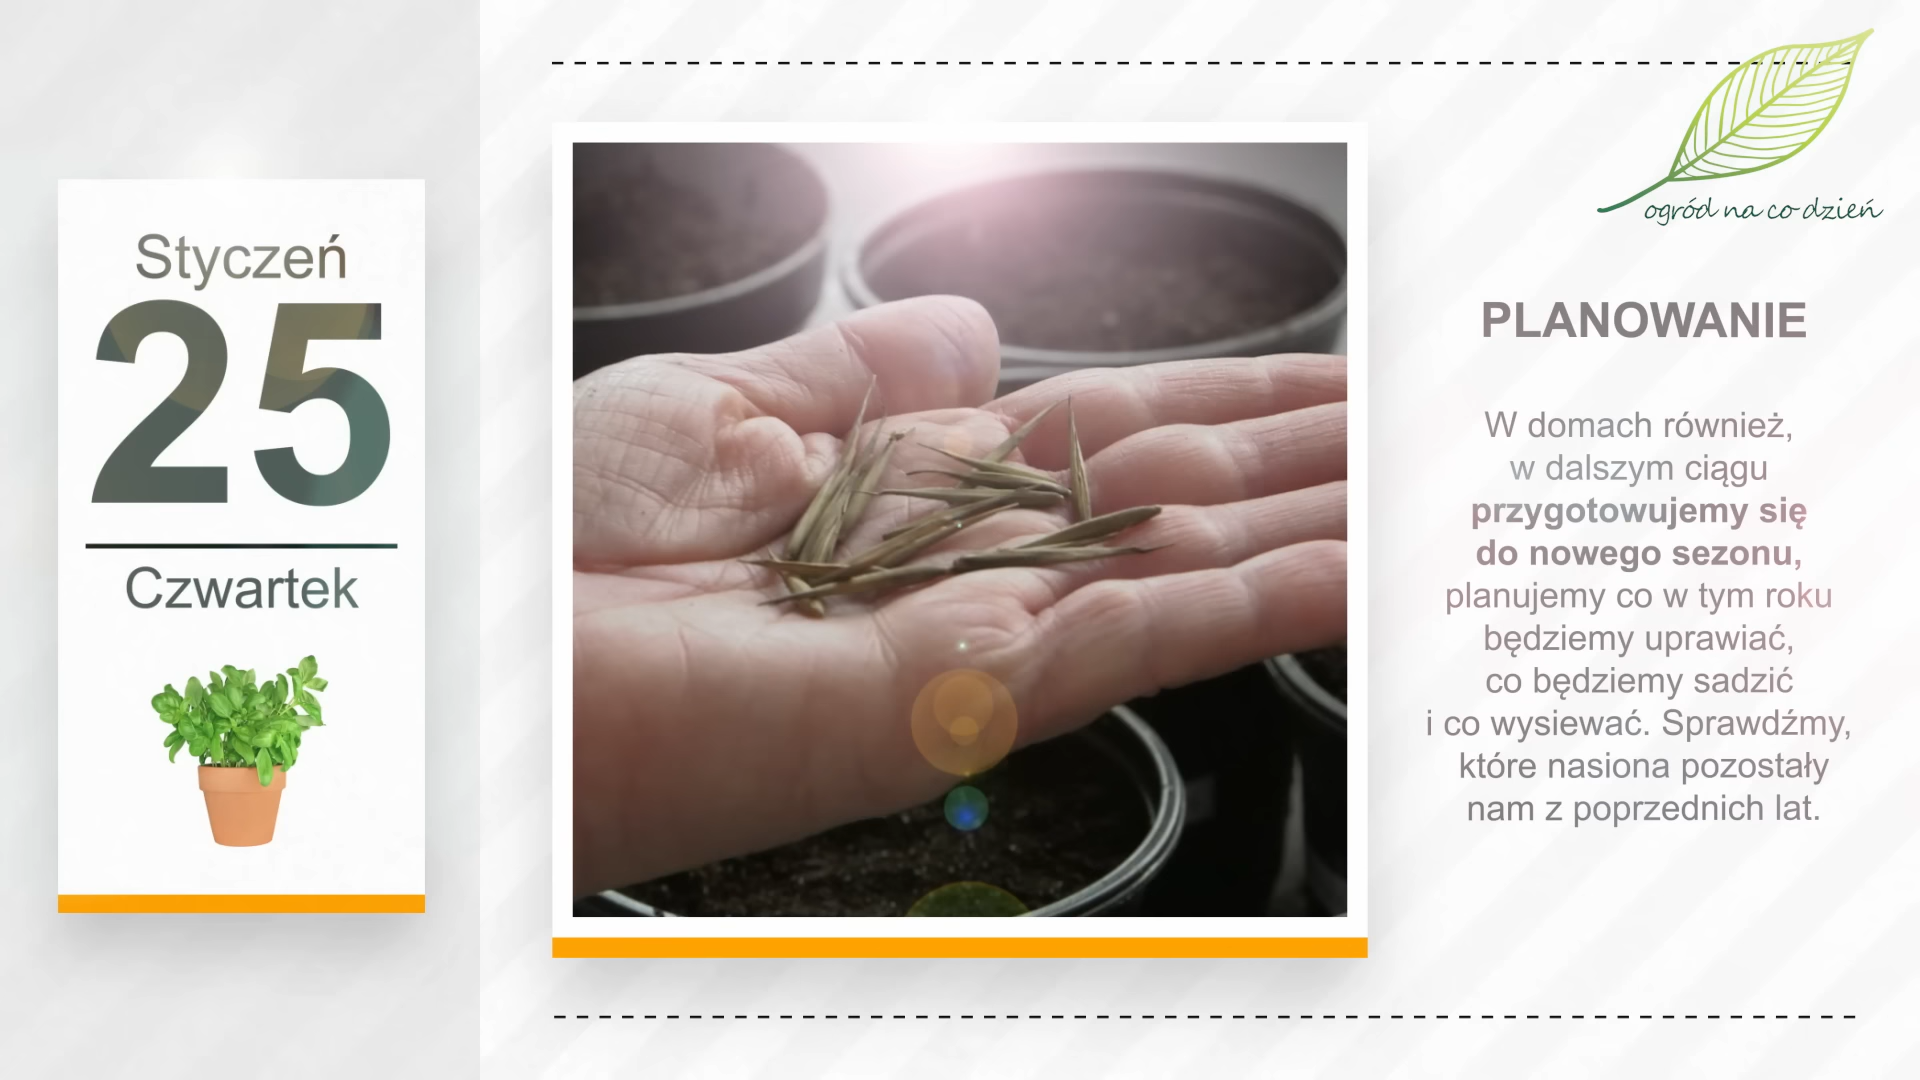 Styczeń
25
Czwartek
ogród na co dzień
PLANOWANIE
W domach również,
w dalszym ciągu
przygotowujemy się
do nowego sezonu,
planujemy co w tym roku
będziemy uprawiać,
co będziemy sadzić
i co wysiewać. Sprawdźmy,
które nasiona pozostały
nam z poprzednich lat.